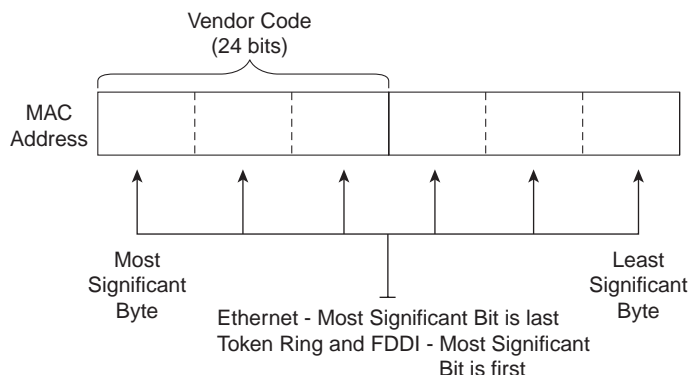 Vendor Code
(24 bits)
MAC
Address
Most
Significant
Byte
Least
Significant
Byte
Ethernet - Most Significant Bit is last
Token Ring and FDDI - Most Significant
Bit is first